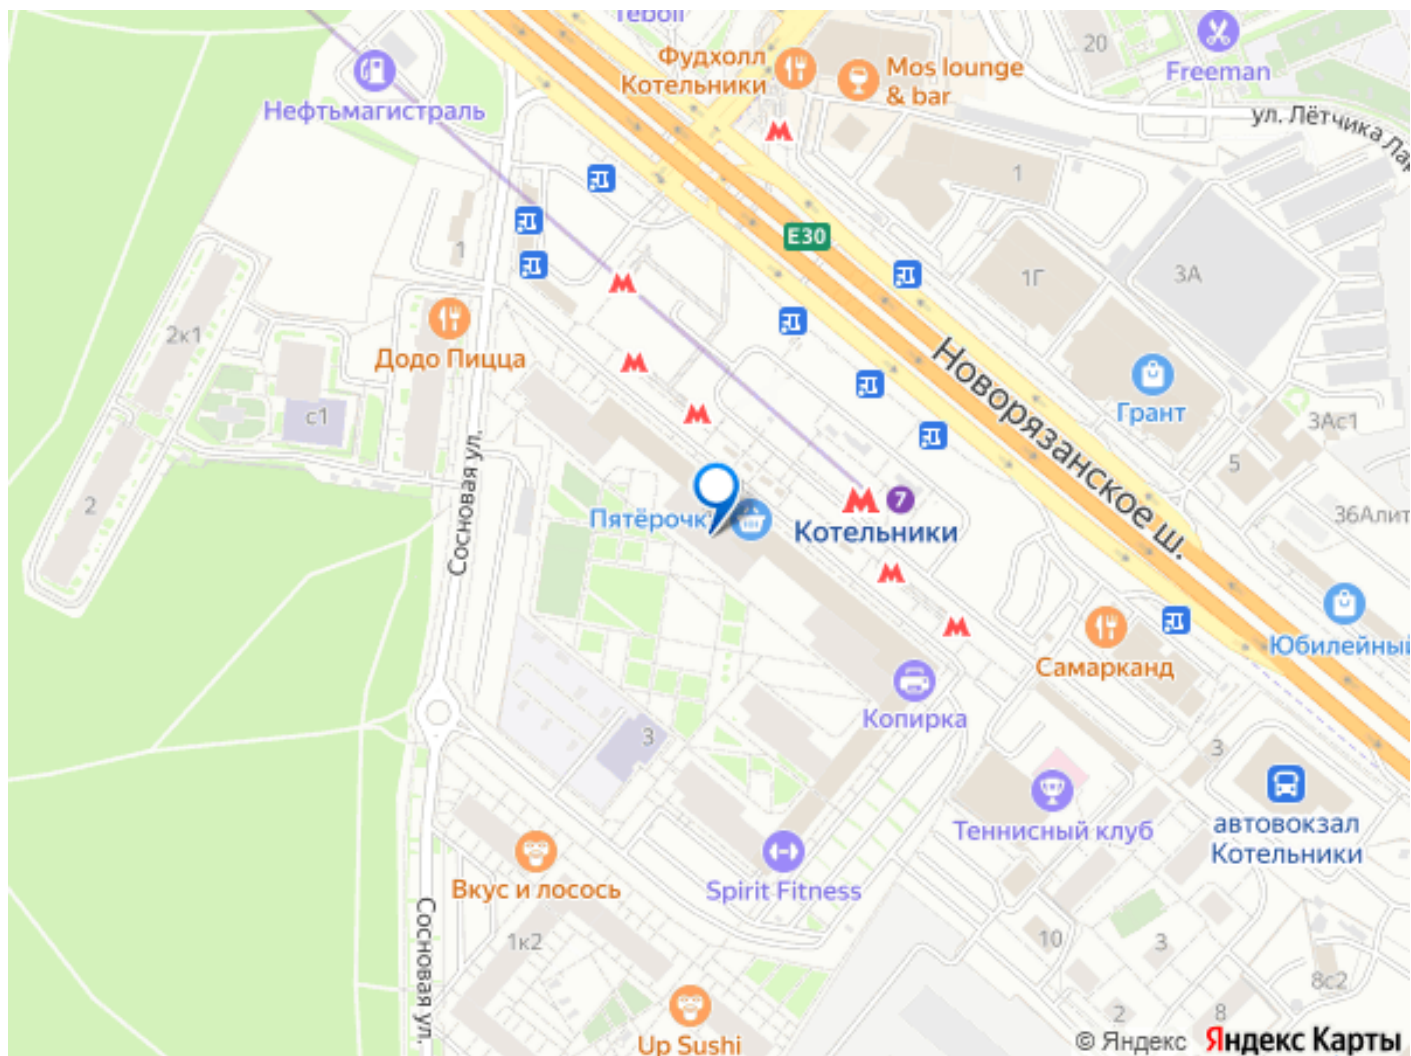 Teboil
20
Freeman
Фудхолл
Котельники
Mos lounge
& bar
Нефтьмагистраль
ул. Лётчика Лар
1
1
E30
3А
1Г
2к1
Додо Пицца
Новорязанское ш.
Грант
с1
3Ас1
Сосновая ул.
5
2
7
Пятёрочк
Котельники
36Алит
Юбилейный
Самарканд
Копирка
3
3
Теннисный клуб
автовокзал
Котельники
Вкус и лосось
Spirit Fitness
Сосновая ул.
1к2
10
3
8с2
2
8
Up Sushi
© Яндекс Яндекс Карты